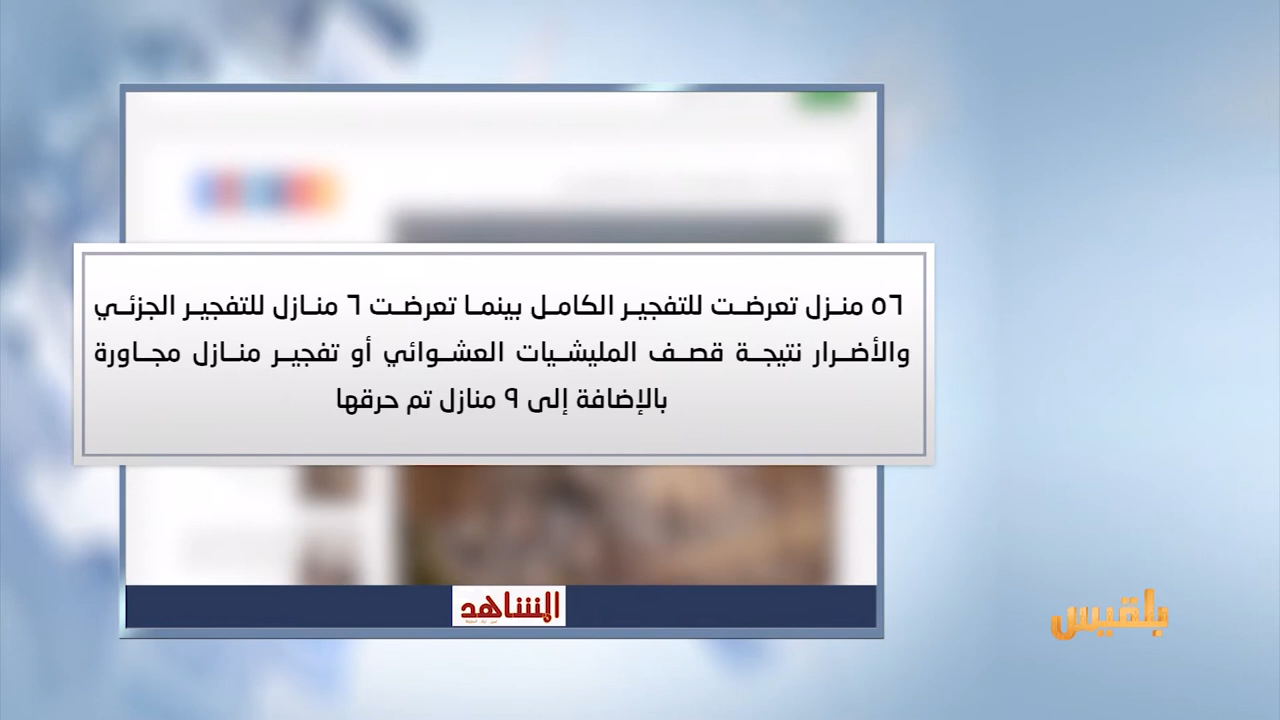 ٥٦ منزل تعرضت للتفجير الكامل بينما تعرضت ٦ منازل للتفجير الجزئي
والأضرار نتيجة قصف المليشيات العشوائي أو تفجير منازل مجاورة
بالإضافة إلى ٩ منازل تم حرقها
المشاهد
بلقيس